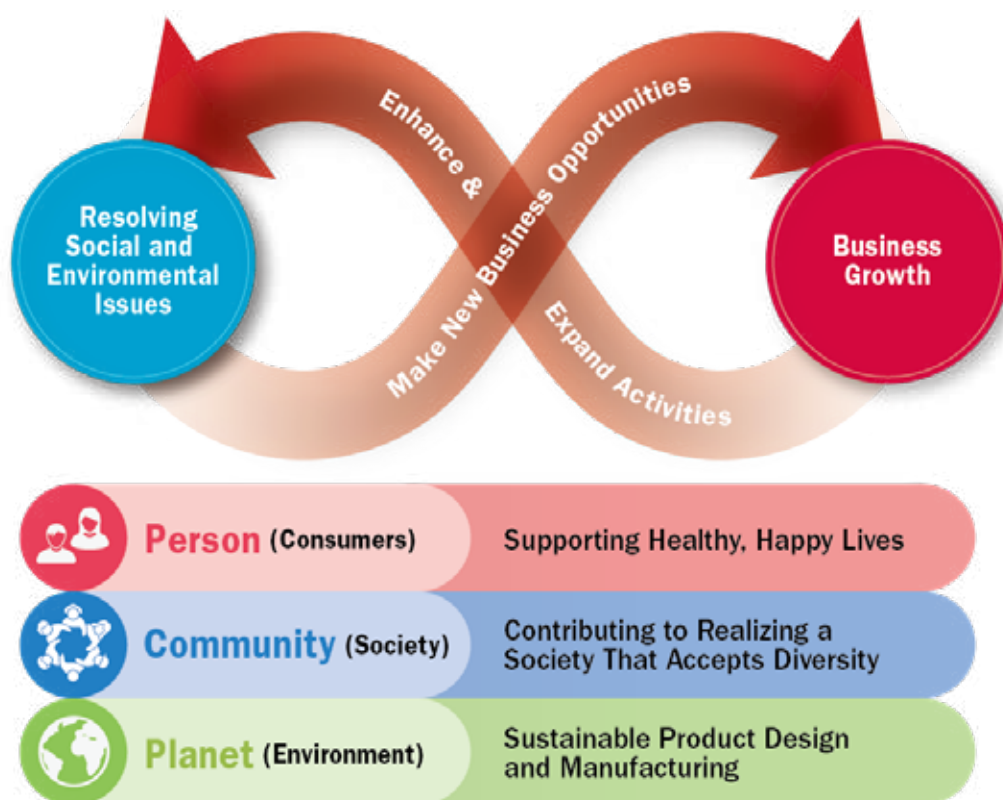 Enhance &
Expand Activities
Make New Business Opportunities
Resolving
Social and
Environmental
Issues
Business
Growth
Person (Consumers)
Supporting Healthy, Happy Lives
Community (Society)
Contributing to Realizing a
Society That Accepts Diversity
Planet (Environment)
Sustainable Product Design
and Manufacturing